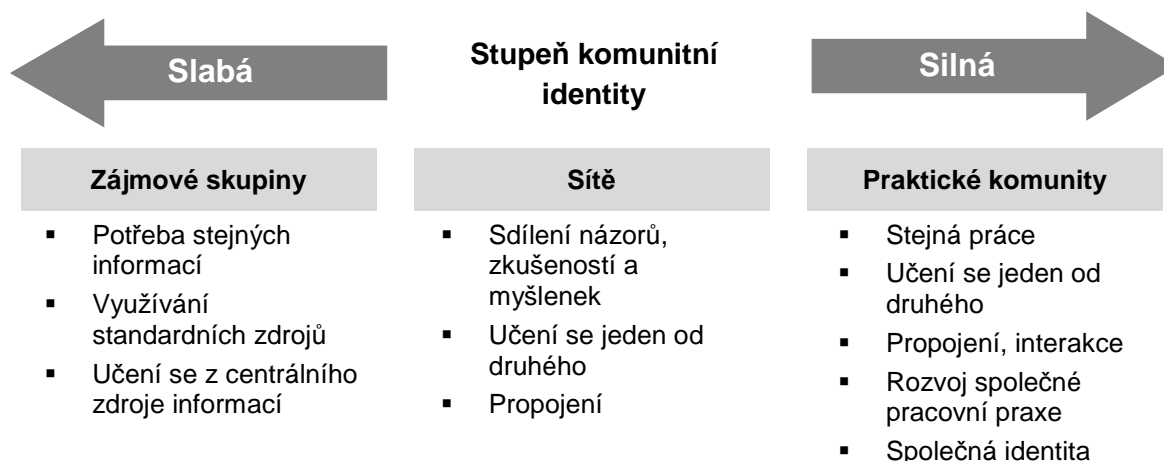 Slabá
Stupeň komunitní
identity
Silná
Zájmové skupiny
▪ Potřeba stejných
informací
▪ Využívání
standardních zdrojů
▪ Učení se z centrálního
zdroje informací
Sítě
▪ Sdílení názorů,
zkušeností a
myšlenek
▪ Učení se jeden od
druhého
▪ Propojení
Praktické komunity
▪ Stejná práce
▪ Učení se jeden od
druhého
▪ Propojení, interakce
▪ Rozvoj společné
pracovní praxe
▪ Společná identita